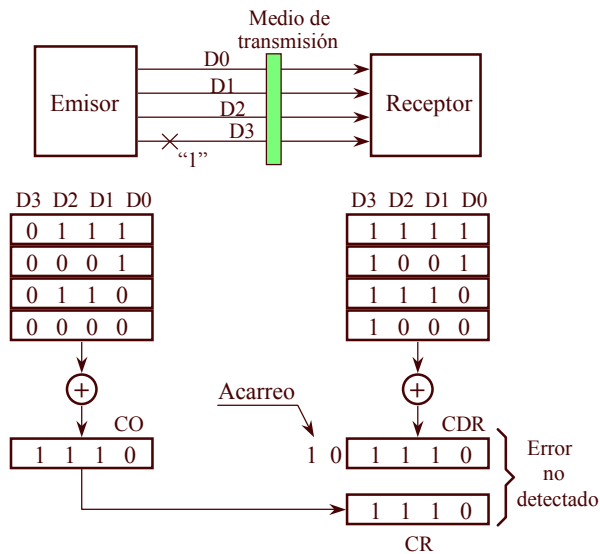 Medio de
transmisión
D0
D1
D2
D3
Emisor
Receptor
“1”
D3 D2 D1 D0
0 1 1 1
0 0 0 1
0 1 1 0
0 0 0 0
+
CO
1 1 1 0
D3 D2 D1 D0
1 1 1 1
1 0 0 1
1 1 1 0
1 0 0 0
+
Acarreo
CDR
1 0 1 1 1 0
1 1 1 0
CR
Error
no
detectado